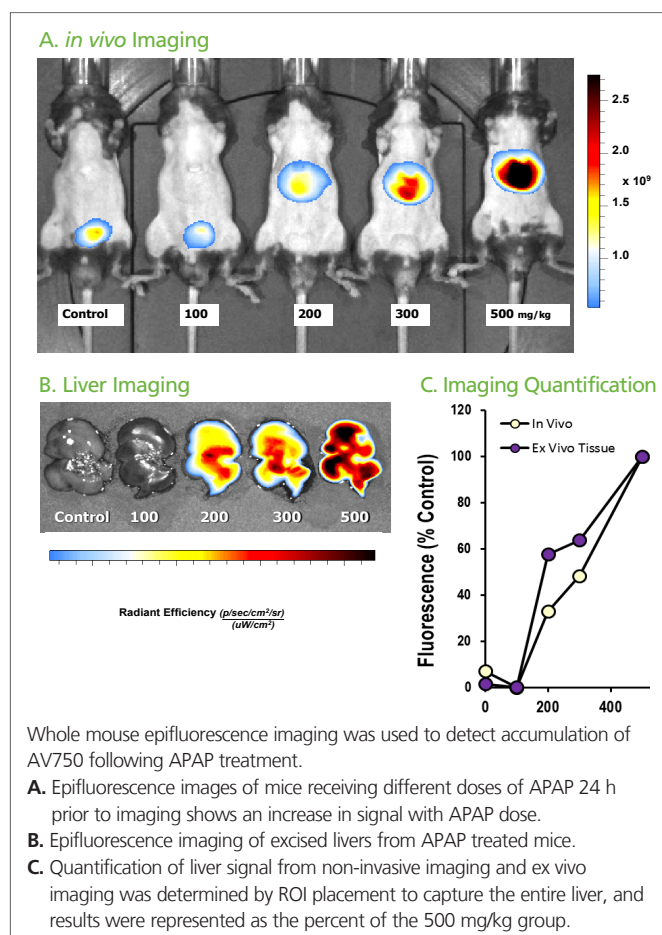 A. in vivo Imaging
2.5
2.0
x 10⁹
1.5
1.0
Control
100
200
300
500 mg/kg
B. Liver Imaging
Control
100
200
300
500
Radiant Efficiency (p/sec/cm²/sr)
(uW/cm²)
C. Imaging Quantification
120
100
80
60
40
20
0
Fluorescence (% Control)
In Vivo
Ex Vivo Tissue
0
200
400
Whole mouse epifluorescence imaging was used to detect accumulation of
AV750 following APAP treatment.
A. Epifluorescence images of mice receiving different doses of APAP 24 h
prior to imaging shows an increase in signal with APAP dose.
B. Epifluorescence imaging of excised livers from APAP treated mice.
C. Quantification of liver signal from non-invasive imaging and ex vivo
imaging was determined by ROI placement to capture the entire liver, and
results were represented as the percent of the 500 mg/kg group.